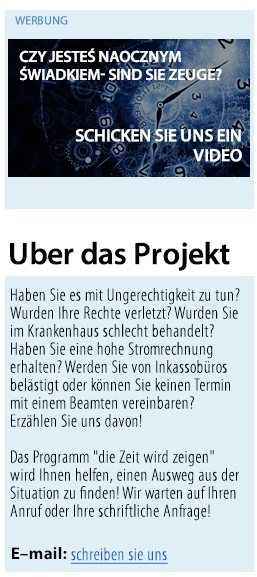 WERBUNG
CZY JESTEŚ NAOCZNYM
ŚWIADKIEM- SIND SIE ZEUGE?
SCHICKEN SIE UNS EIN
VIDEO
Uber das Projekt
Haben Sie es mit Ungerechtigkeit zu tun?
Wurden Ihre Rechte verletzt? Wurden Sie
im Krankenhaus schlecht behandelt?
Haben Sie eine hohe Stromrechnung
erhalten? Werden Sie von Inkassobüros
belästigt oder können Sie keinen Termin
mit einem Beamten vereinbaren?
Erzählen Sie uns davon!
Das Programm "die Zeit wird zeigen"
wird Ihnen helfen, einen Ausweg aus der
Situation zu finden! Wir warten auf Ihren
Anruf oder Ihre schriftliche Anfrage!
E–mail: schreiben sie uns